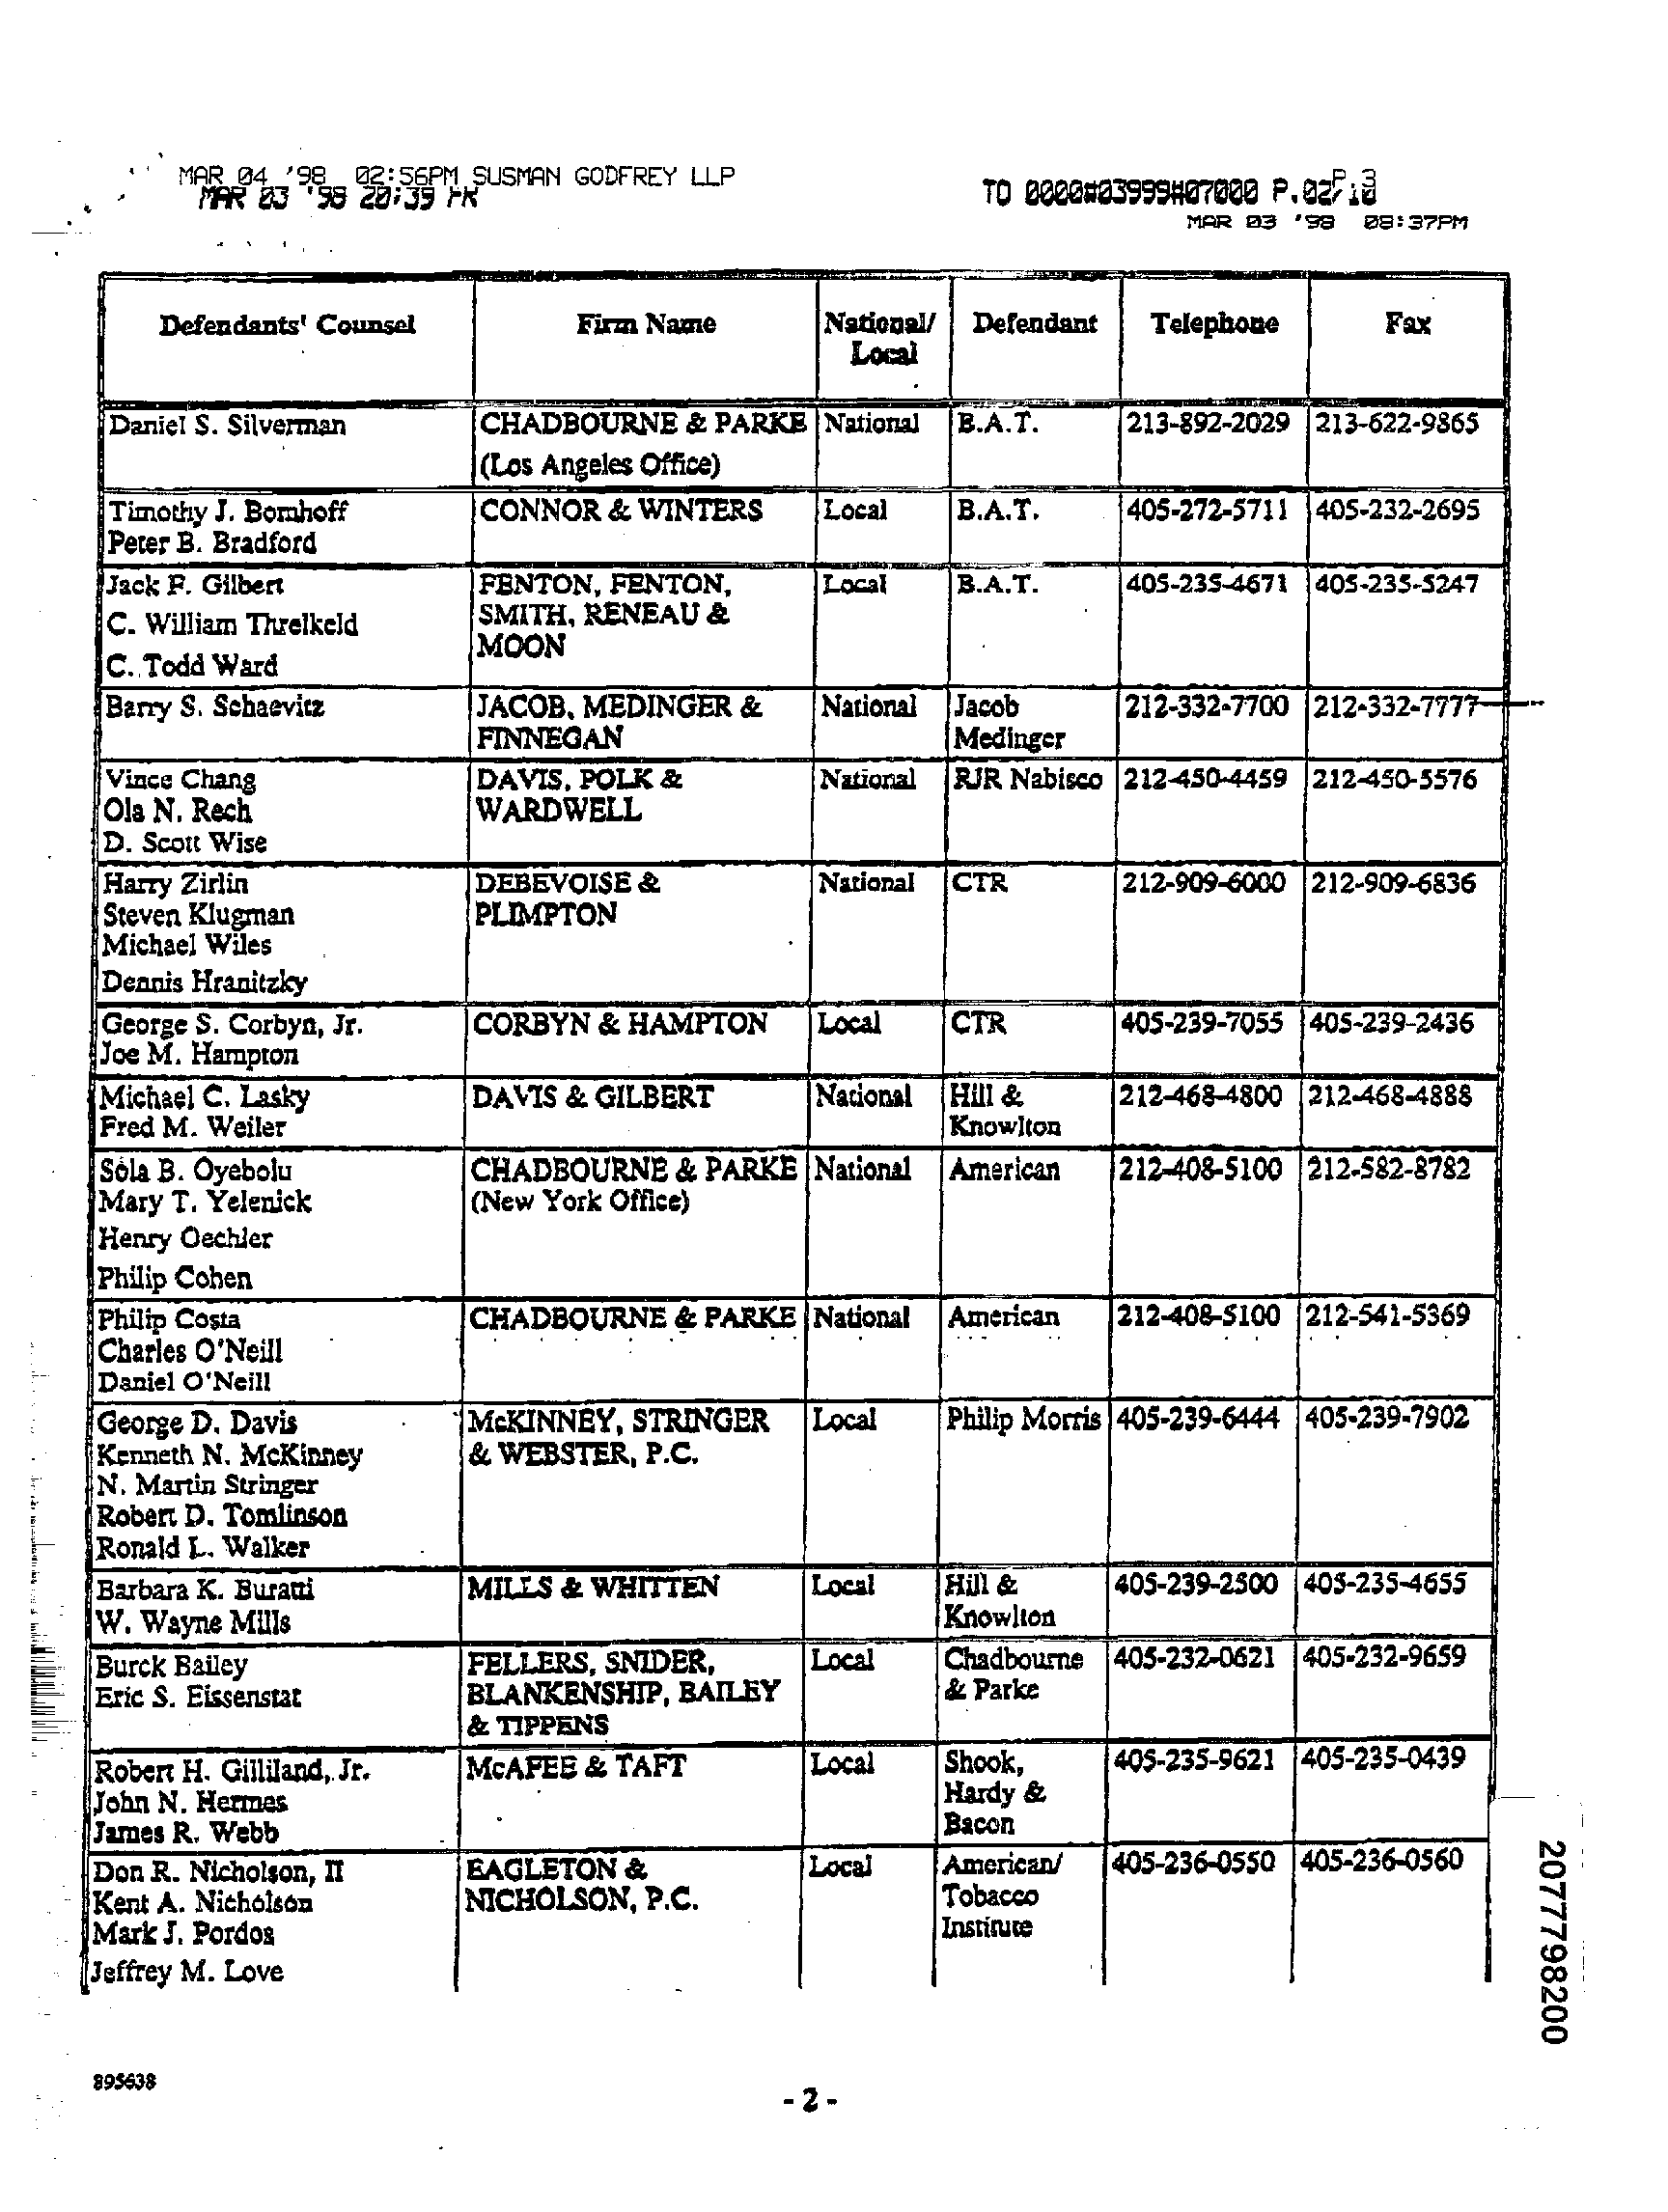 MAR 04 '98 02:56PM SUSMAN GODFREY LLP
P.3
MAR 03 '98 20:39 FR
TO 0000#03999#07000 P.02/10
MAR 03 '98 08:37PM
Defendants' Counsel Firm Name National/ Defendant Telephone Fax
Local
Daniel S. Silverman CHADBOURNE & PARKE National B.A.T. 213-892-2029 213-622-9865
(Los Angeles Office)
Timothy J. Bomhoff CONNOR & WINTERS Local B.A.T. 405-272-5711 405-232-2695
Peter B. Bradford
Jack F. Gilbert FENTON, FENTON, Local B.A.T. 405-235-4671 405-235-5247
C. William Threlkeld SMITH, RENEAU &
C. Todd Ward MOON
Barry S. Schaevitz JACOB, MEDINGER & National Jacob 212-332-7700 212-332-7777
FINNEGAN Medinger
Vince Chang DAVIS, POLK & National RJR Nabisco 212-450-4459 212-450-5576
Ola N. Rech WARDWELL
D. Scott Wise
Harry Zirlin DEBEVOISE & National CTR 212-909-6000 212-909-6836
Steven Klugman PLIMPTON
Michael Wiles
Dennis Hranitzky
George S. Corbyn, Jr. CORBYN & HAMPTON Local CTR 405-239-7055 405-239-2436
Joe M. Hampton
Michael C. Lasky DAVIS & GILBERT National Hill & 212-468-4800 212-468-4888
Fred M. Weiler Knowlton
Sola B. Oyebolu CHADBOURNE & PARKE National American 212-408-5100 212-582-8782
Mary T. Yelenick (New York Office)
Henry Oechler
Philip Cohen
Philip Costa CHADBOURNE & PARKE National American 212-408-5100 212-541-5369
Charles O'Neill
Daniel O'Neill
George D. Davis McKINNEY, STRINGER Local Philip Morris 405-239-6444 405-239-7902
Kenneth N. McKinney & WEBSTER, P.C.
N. Martin Stringer
Robert D. Tomlinson
Ronald L. Walker
Barbara K. Buratti MILLS & WHITTEN Local Hill & 405-239-2500 405-235-4655
W. Wayne Mills Knowlton
Burck Bailey FELLERS, SNIDER, Local Chadbourne 405-232-0621 405-232-9659
Eric S. Eissenstat BLANKENSHIP, BAILEY & Parke
& TIPPENS
Robert H. Gilliland, Jr. McAFEE & TAFT Local Shook, 405-235-9621 405-235-0439
John N. Hermes Hardy &
James R. Webb Bacon
Don R. Nicholson, II EAGLETON & Local American/ 405-236-0550 405-236-0560
Kent A. Nicholson NICHOLSON, P.C. Tobacco
Mark J. Pordos Institute
Jeffrey M. Love
2077798200
895638
- 2 -